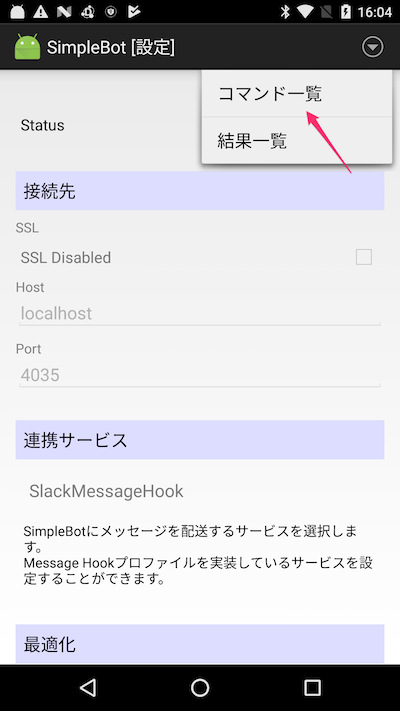 16:04
SimpleBot [設定]
コマンド一覧
結果一覧
Status
接続先
SSL
SSL Disabled
Host
localhost
Port
4035
連携サービス
SlackMessageHook
SimpleBotにメッセージを配送するサービスを選択しま
す。
Message Hookプロファイルを実装しているサービスを設
定することができます。
最適化